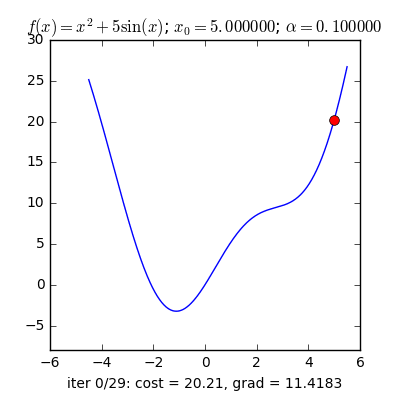 f(x) = x² + 5sin(x); x₀ = 5.000000; α = 0.100000
30
25
20
15
10
5
0
−5
−6 −4 −2 0 2 4 6
iter 0/29: cost = 20.21, grad = 11.4183